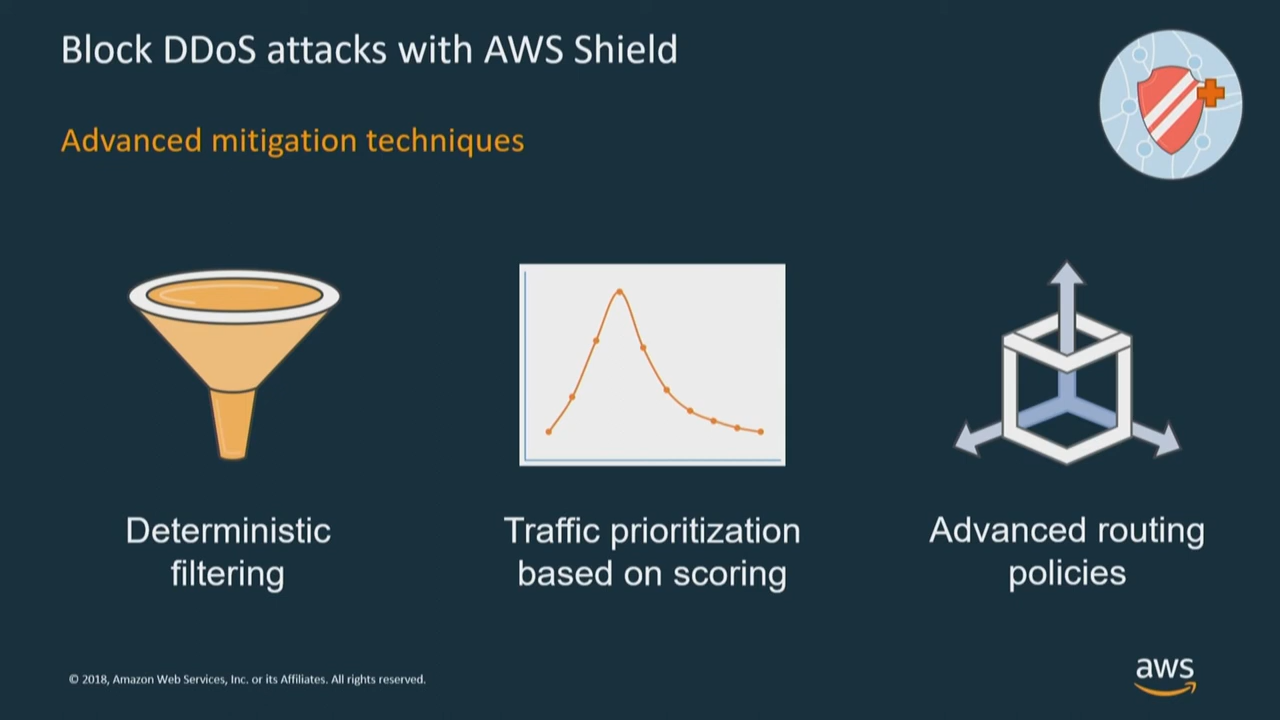 Block DDoS attacks with AWS Shield
Advanced mitigation techniques
Deterministic
filtering
Traffic prioritization
based on scoring
Advanced routing
policies
© 2018, Amazon Web Services, Inc. or its Affiliates. All rights reserved.
aws